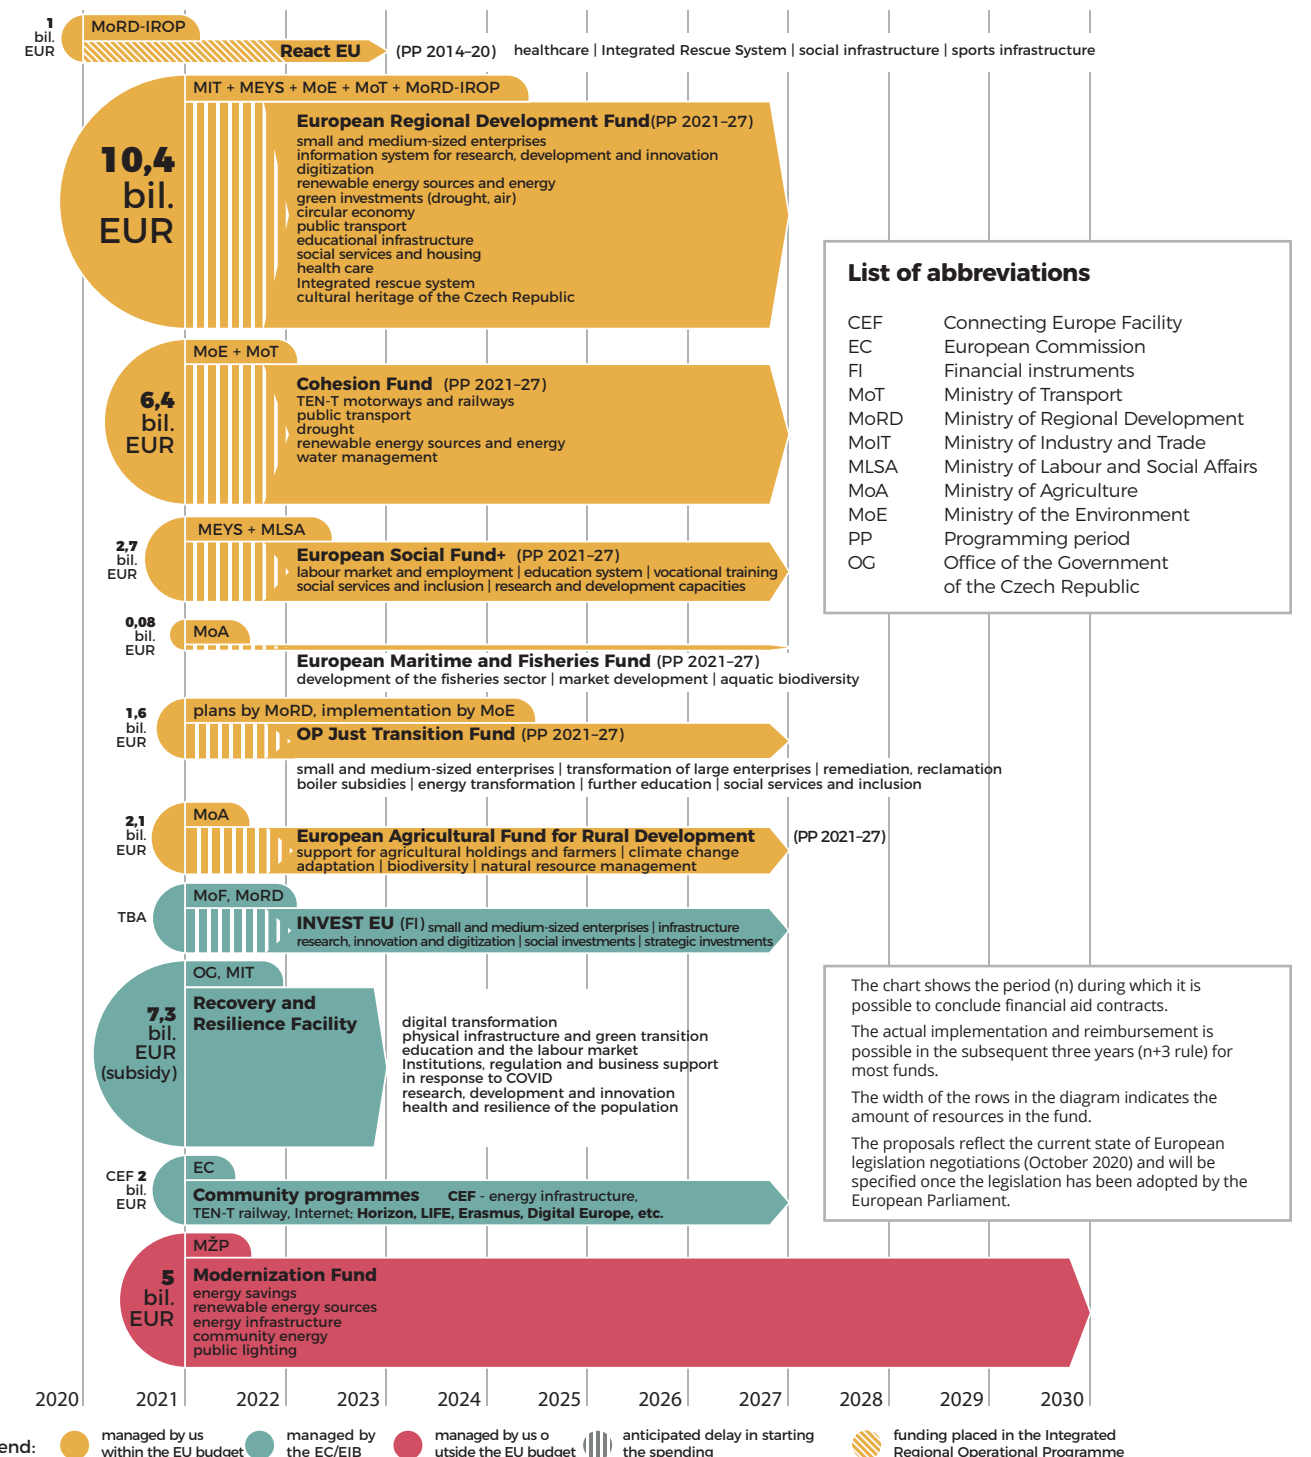 1
bil.
EUR
MoRD-IROP
React EU
(PP 2014–20)
healthcare | Integrated Rescue System | social infrastructure | sports infrastructure
MIT + MEYS + MoE + MoT + MoRD-IROP
10,4
bil.
EUR
European Regional Development Fund(PP 2021–27)
small and medium-sized enterprises
information system for research, development and innovation
digitization
renewable energy sources and energy
green investments (drought, air)
circular economy
public transport
educational infrastructure
social services and housing
health care
Integrated rescue system
cultural heritage of the Czech Republic
MoE + MoT
6,4
bil.
EUR
Cohesion Fund (PP 2021–27)
TEN-T motorways and railways
public transport
drought
renewable energy sources and energy
water management
MEYS + MLSA
2,7
bil.
EUR
European Social Fund+ (PP 2021–27)
labour market and employment | education system | vocational training
social services and inclusion | research and development capacities
0,08
bil.
EUR
MoA
European Maritime and Fisheries Fund (PP 2021–27)
development of the fisheries sector | market development | aquatic biodiversity
1,6
bil.
EUR
plans by MoRD, implementation by MoE
OP Just Transition Fund (PP 2021–27)
small and medium-sized enterprises | transformation of large enterprises | remediation, reclamation
boiler subsidies | energy transformation | further education | social services and inclusion
2,1
bil.
EUR
MoA
European Agricultural Fund for Rural Development
(PP 2021–27)
support for agricultural holdings and farmers | climate change
adaptation | biodiversity | natural resource management
TBA
MoF, MoRD
INVEST EU (FI) small and medium-sized enterprises | infrastructure
research, innovation and digitization | social investments | strategic investments
OG, MIT
7,3
bil.
EUR
(subsidy)
Recovery and
Resilience Facility
digital transformation
physical infrastructure and green transition
education and the labour market
Institutions, regulation and business support
in response to COVID
research, development and innovation
health and resilience of the population
CEF 2
bil.
EUR
EC
Community programmes CEF - energy infrastructure,
TEN-T railway, Internet; Horizon, LIFE, Erasmus, Digital Europe, etc.
MŽP
5
bil.
EUR
Modernization Fund
energy savings
renewable energy sources
energy infrastructure
community energy
public lighting
List of abbreviations
CEF Connecting Europe Facility
EC European Commission
FI Financial instruments
MoT Ministry of Transport
MoRD Ministry of Regional Development
MoIT Ministry of Industry and Trade
MLSA Ministry of Labour and Social Affairs
MoA Ministry of Agriculture
MoE Ministry of the Environment
PP Programming period
OG Office of the Government
of the Czech Republic
The chart shows the period (n) during which it is
possible to conclude financial aid contracts.
The actual implementation and reimbursement is
possible in the subsequent three years (n+3 rule) for
most funds.
The width of the rows in the diagram indicates the
amount of resources in the fund.
The proposals reflect the current state of European
legislation negotiations (October 2020) and will be
specified once the legislation has been adopted by the
European Parliament.
2020 2021 2022 2023 2024 2025 2026 2027 2028 2029 2030
end:
managed by us
within the EU budget
managed by
the EC/EIB
managed by us o
utside the EU budget
anticipated delay in starting
the spending
funding placed in the Integrated
Regional Operational Programme